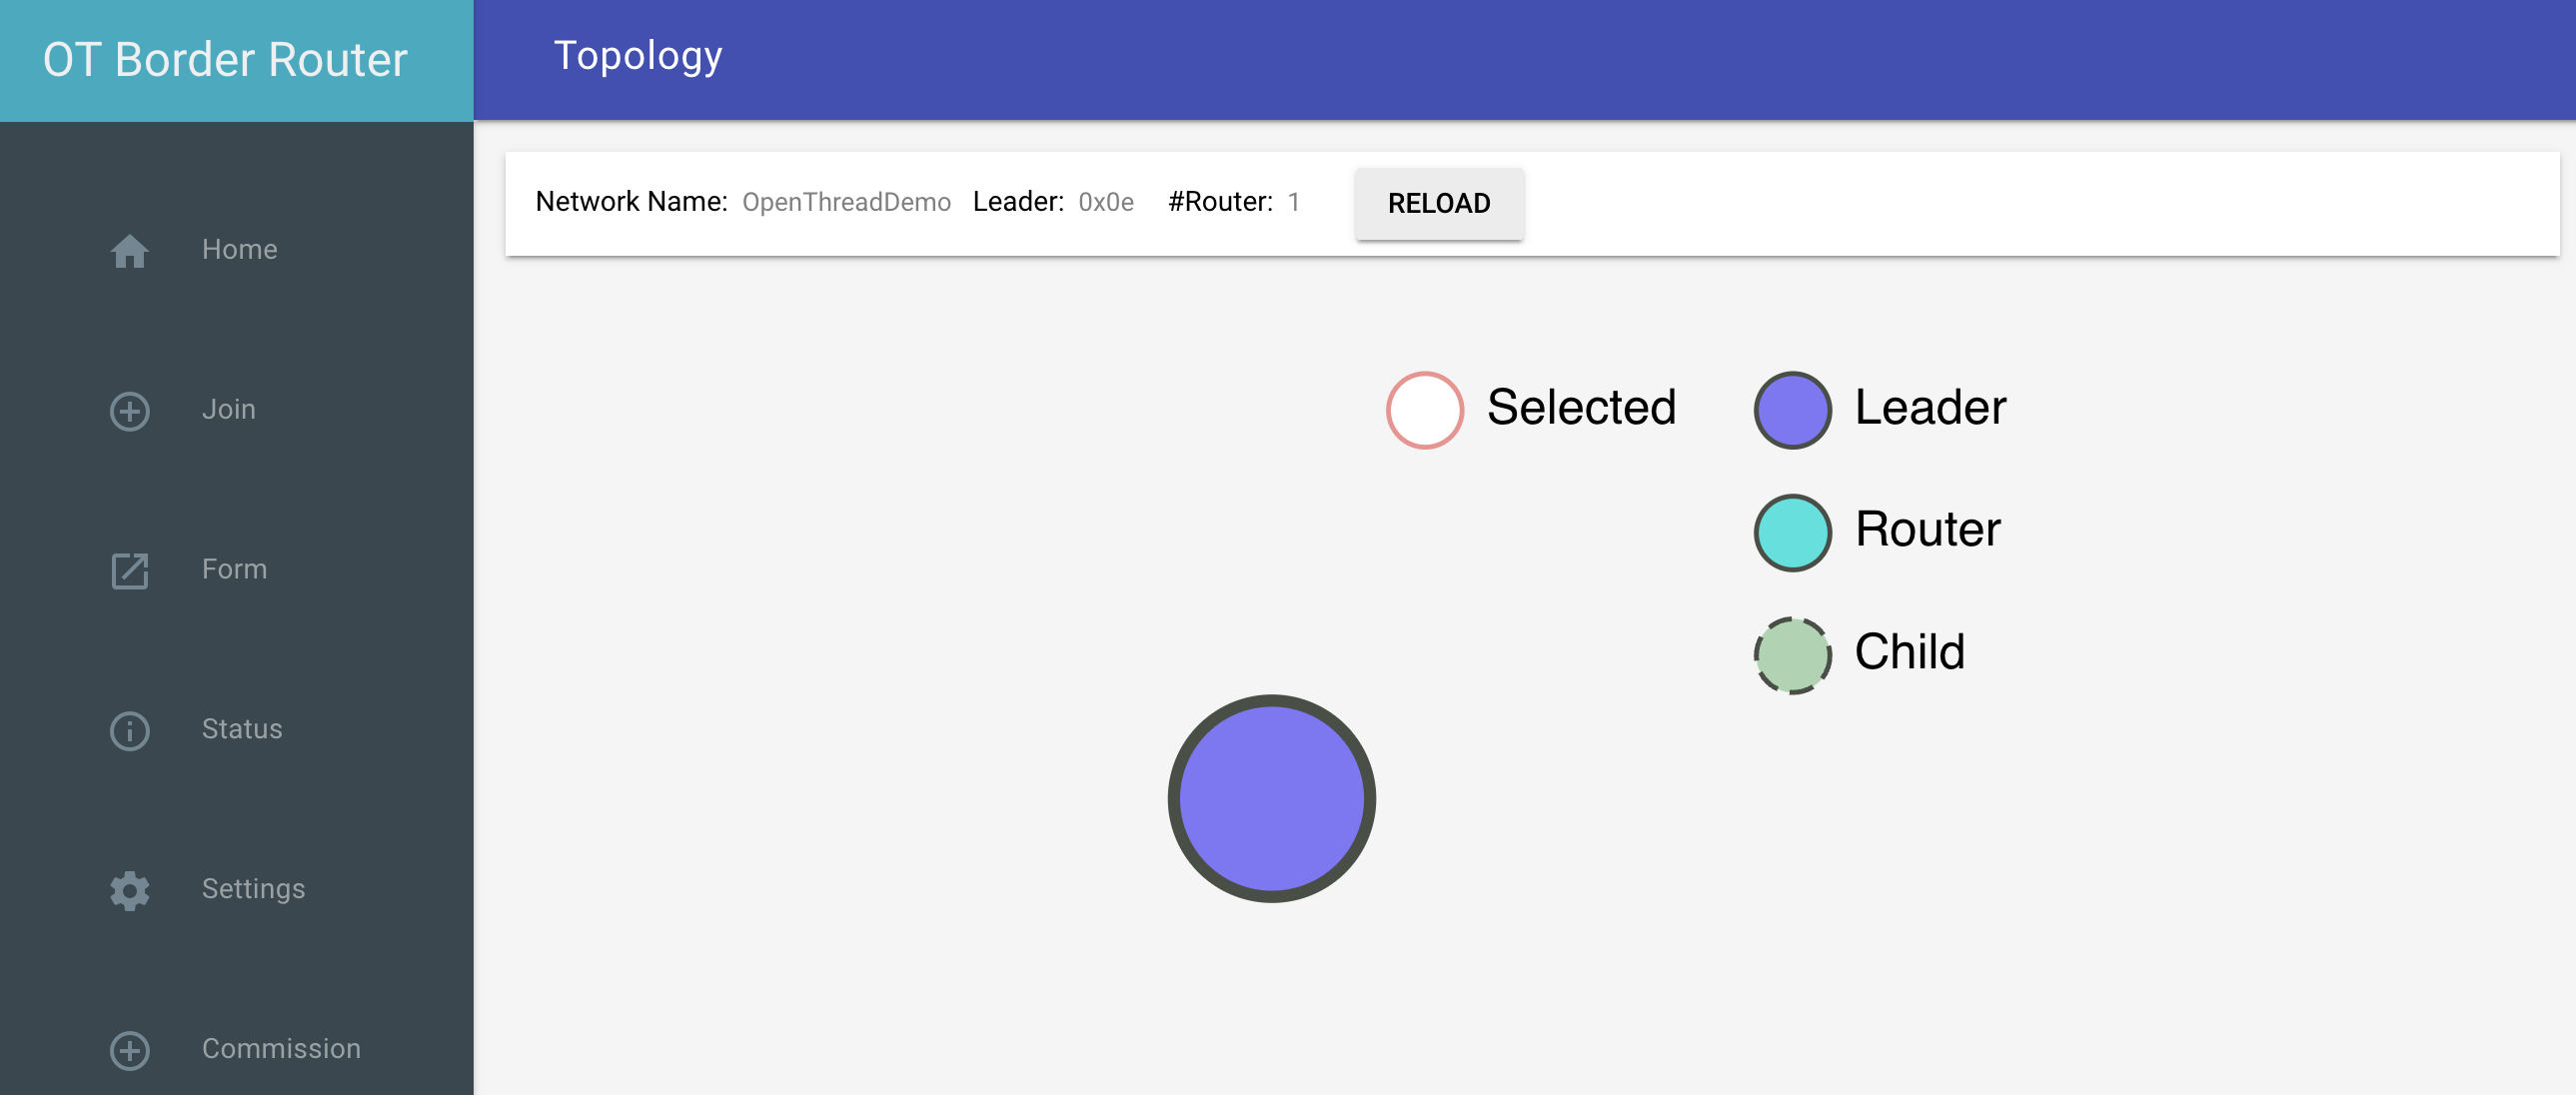 OT Border Router
Topology
Network Name: OpenThreadDemo Leader: 0x0e #Router: 1 RELOAD
Home
Join
Form
Status
Settings
Commission
Selected
Leader
Router
Child